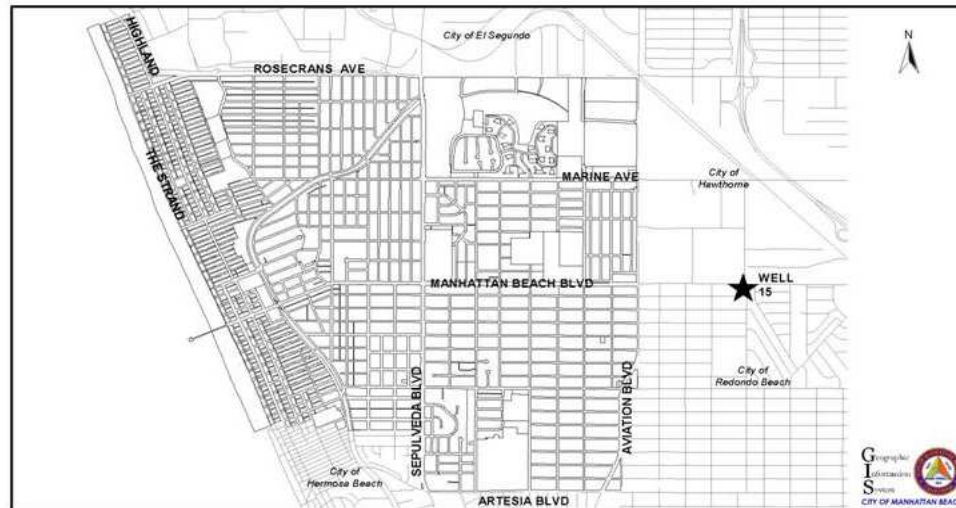 City of El Segundo
N
HIGHLAND
ROSECRANS AVE
THE STRAND
MARINE AVE
City of
Hawthorne
MANHATTAN BEACH BLVD
WELL
15
City of
Redondo Beach
SEPULVEDA BLVD
AVIATION BLVD
City of
Hermosa Beach
ARTESIA BLVD
Geographic
Information
System
CITY OF MANHATTAN BEACH